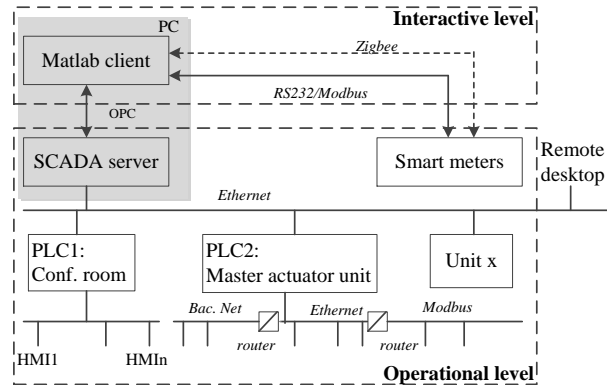 PC
Interactive level
Matlab client
Zigbee
RS232/Modbus
OPC
SCADA server
Smart meters
Remote
desktop
Ethernet
PLC1:
Conf. room
PLC2:
Master actuator unit
Unit x
Bac. Net
Ethernet
Modbus
HMI1
HMIn
router
router
Operational level